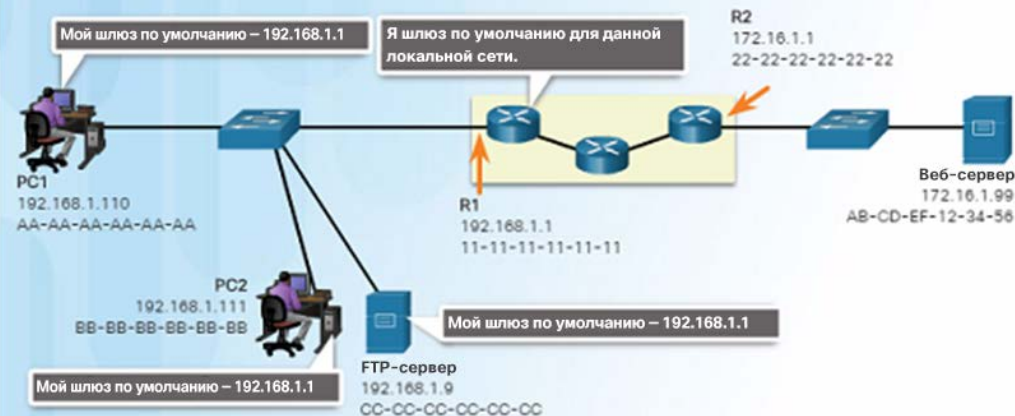 Мой шлюз по умолчанию – 192.168.1.1
Я шлюз по умолчанию для данной
локальной сети.
R2
172.16.1.1
22-22-22-22-22-22
PC1
192.168.1.110
AA-AA-AA-AA-AA-AA
R1
192.168.1.1
11-11-11-11-11-11
Веб-сервер
172.16.1.99
AB-CD-EF-12-34-56
PC2
192.168.1.111
BB-BB-BB-BB-BB-BB
Мой шлюз по умолчанию – 192.168.1.1
Мой шлюз по умолчанию – 192.168.1.1
FTP-сервер
192.168.1.9
CC-CC-CC-CC-CC-CC